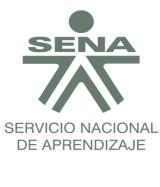 SENA
SERVICIO NACIONAL
DE APRENDIZAJE